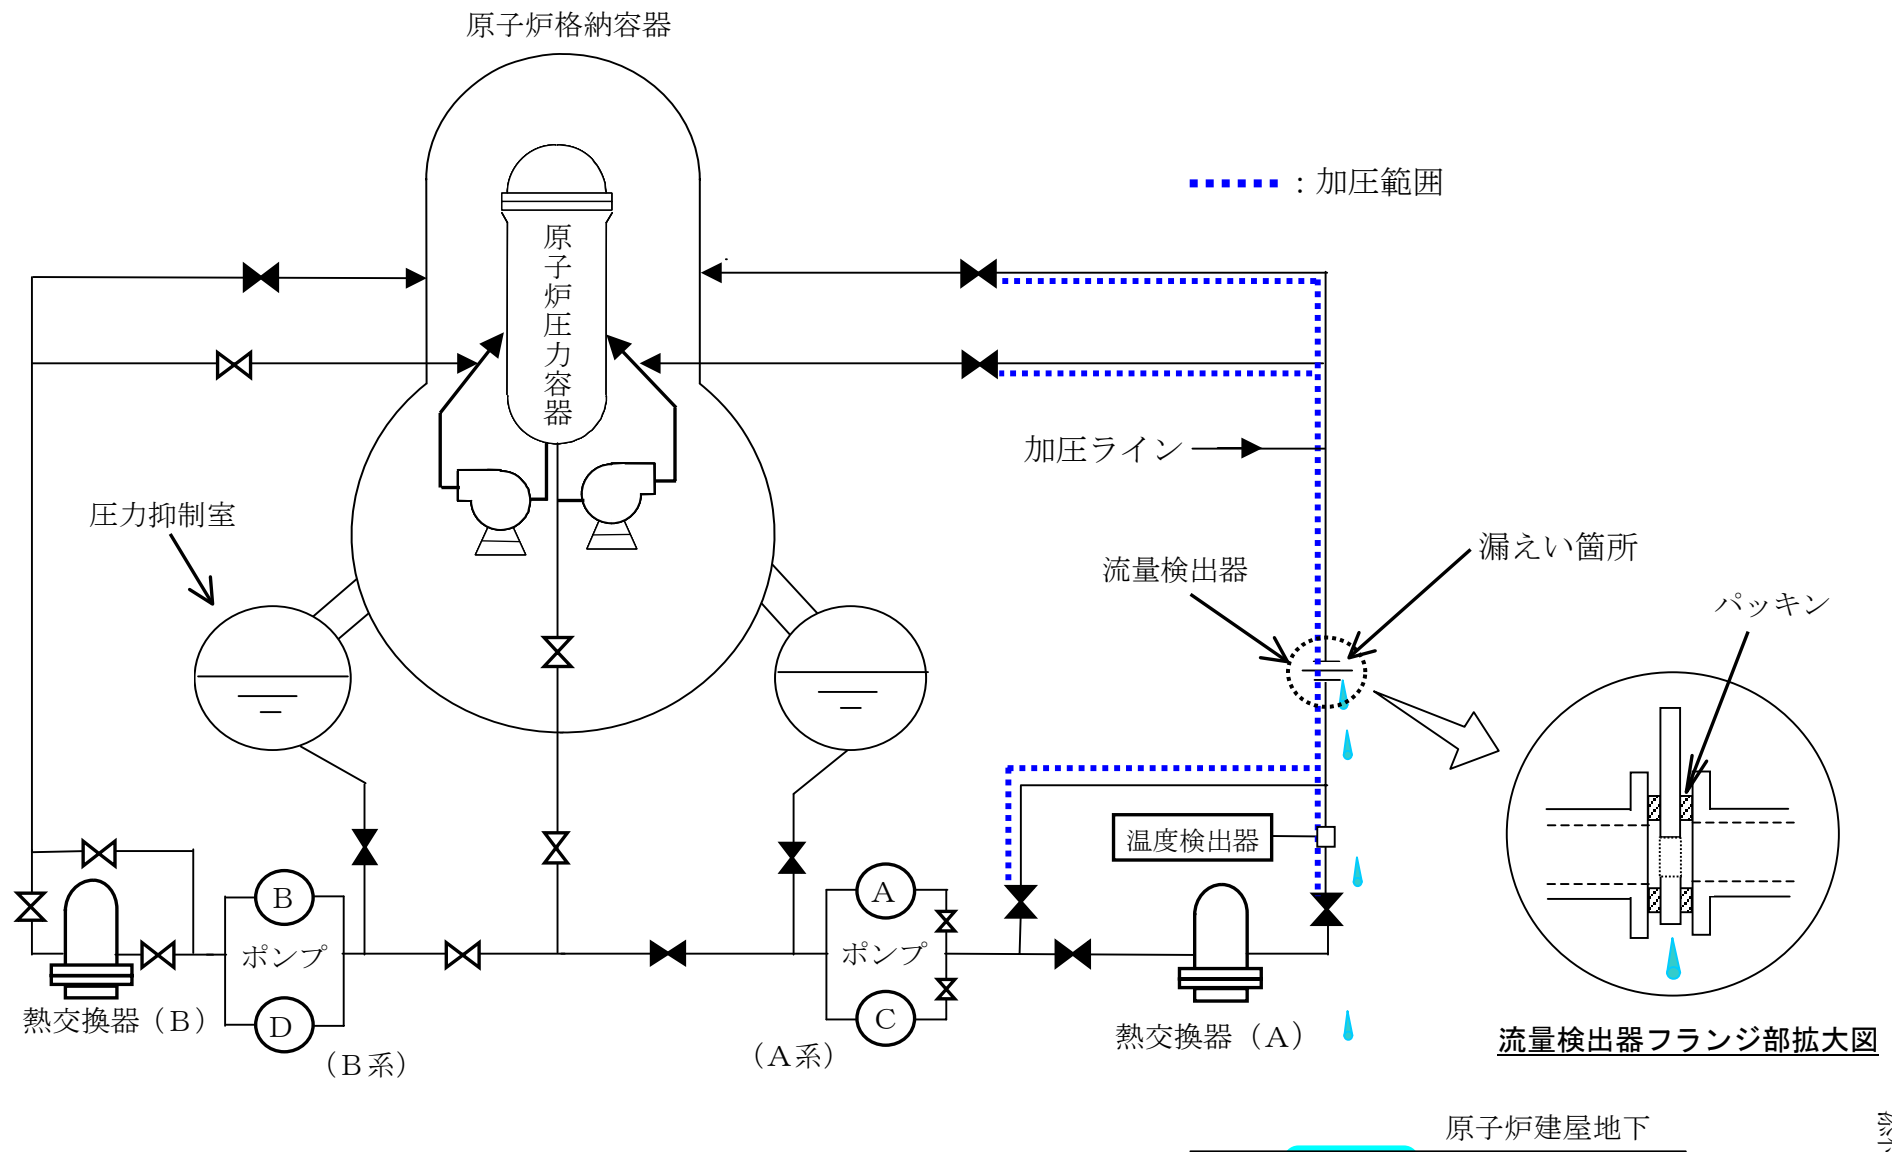 原子炉格納容器
：加圧範囲
原子炉圧力容器
加圧ライン
圧力抑制室
漏えい箇所
流量検出器
パッキン
温度検出器
A
B
ポンプ
ポンプ
C
D
熱交換器（B）
（B系）
（A系）
熱交換器（A）
流量検出器フランジ部拡大図
原子炉建屋地下